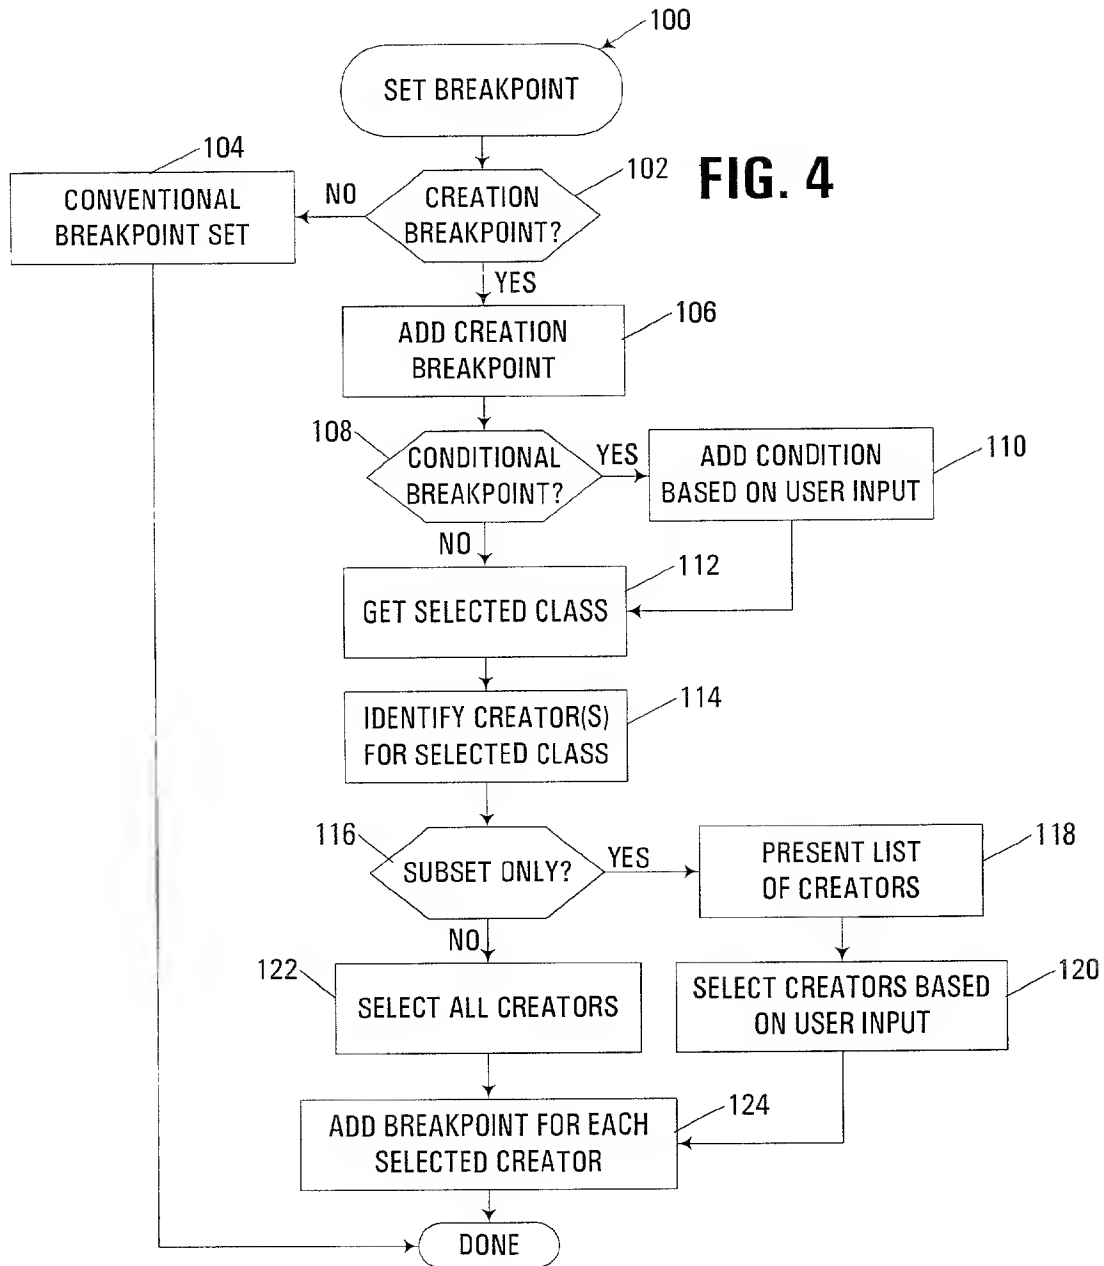 100
SET BREAKPOINT
FIG. 4
104
102
CONVENTIONAL
BREAKPOINT SET
NO
CREATION
BREAKPOINT?
YES
106
ADD CREATION
BREAKPOINT
108
CONDITIONAL
BREAKPOINT?
YES
ADD CONDITION
BASED ON USER INPUT
110
NO
112
GET SELECTED CLASS
114
IDENTIFY CREATOR(S)
FOR SELECTED CLASS
116
SUBSET ONLY?
YES
118
PRESENT LIST
OF CREATORS
NO
122
SELECT ALL CREATORS
120
SELECT CREATORS BASED
ON USER INPUT
124
ADD BREAKPOINT FOR EACH
SELECTED CREATOR
DONE